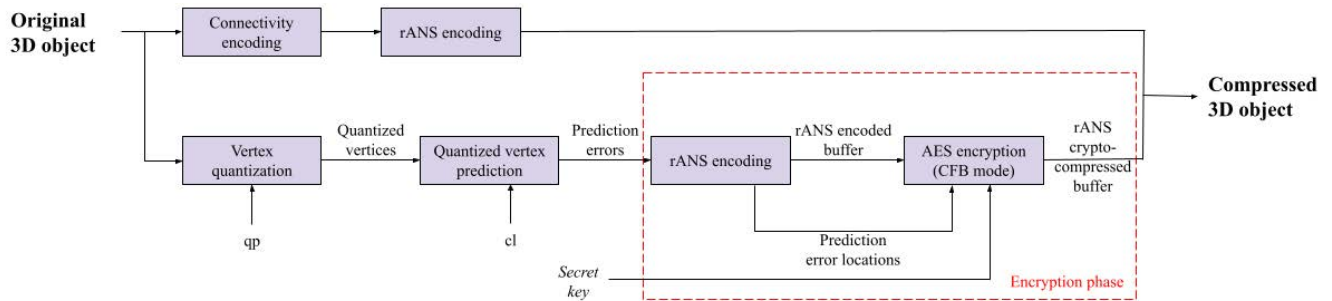 Original
3D object
Connectivity
encoding
rANS encoding
Compressed
3D object
Vertex
quantization
Quantized
vertices
Quantized vertex
prediction
Prediction
errors
rANS encoding
rANS encoded
buffer
AES encryption
(CFB mode)
rANS
crypto-
compressed
buffer
qp
cl
Prediction
error locations
Secret
key
Encryption phase